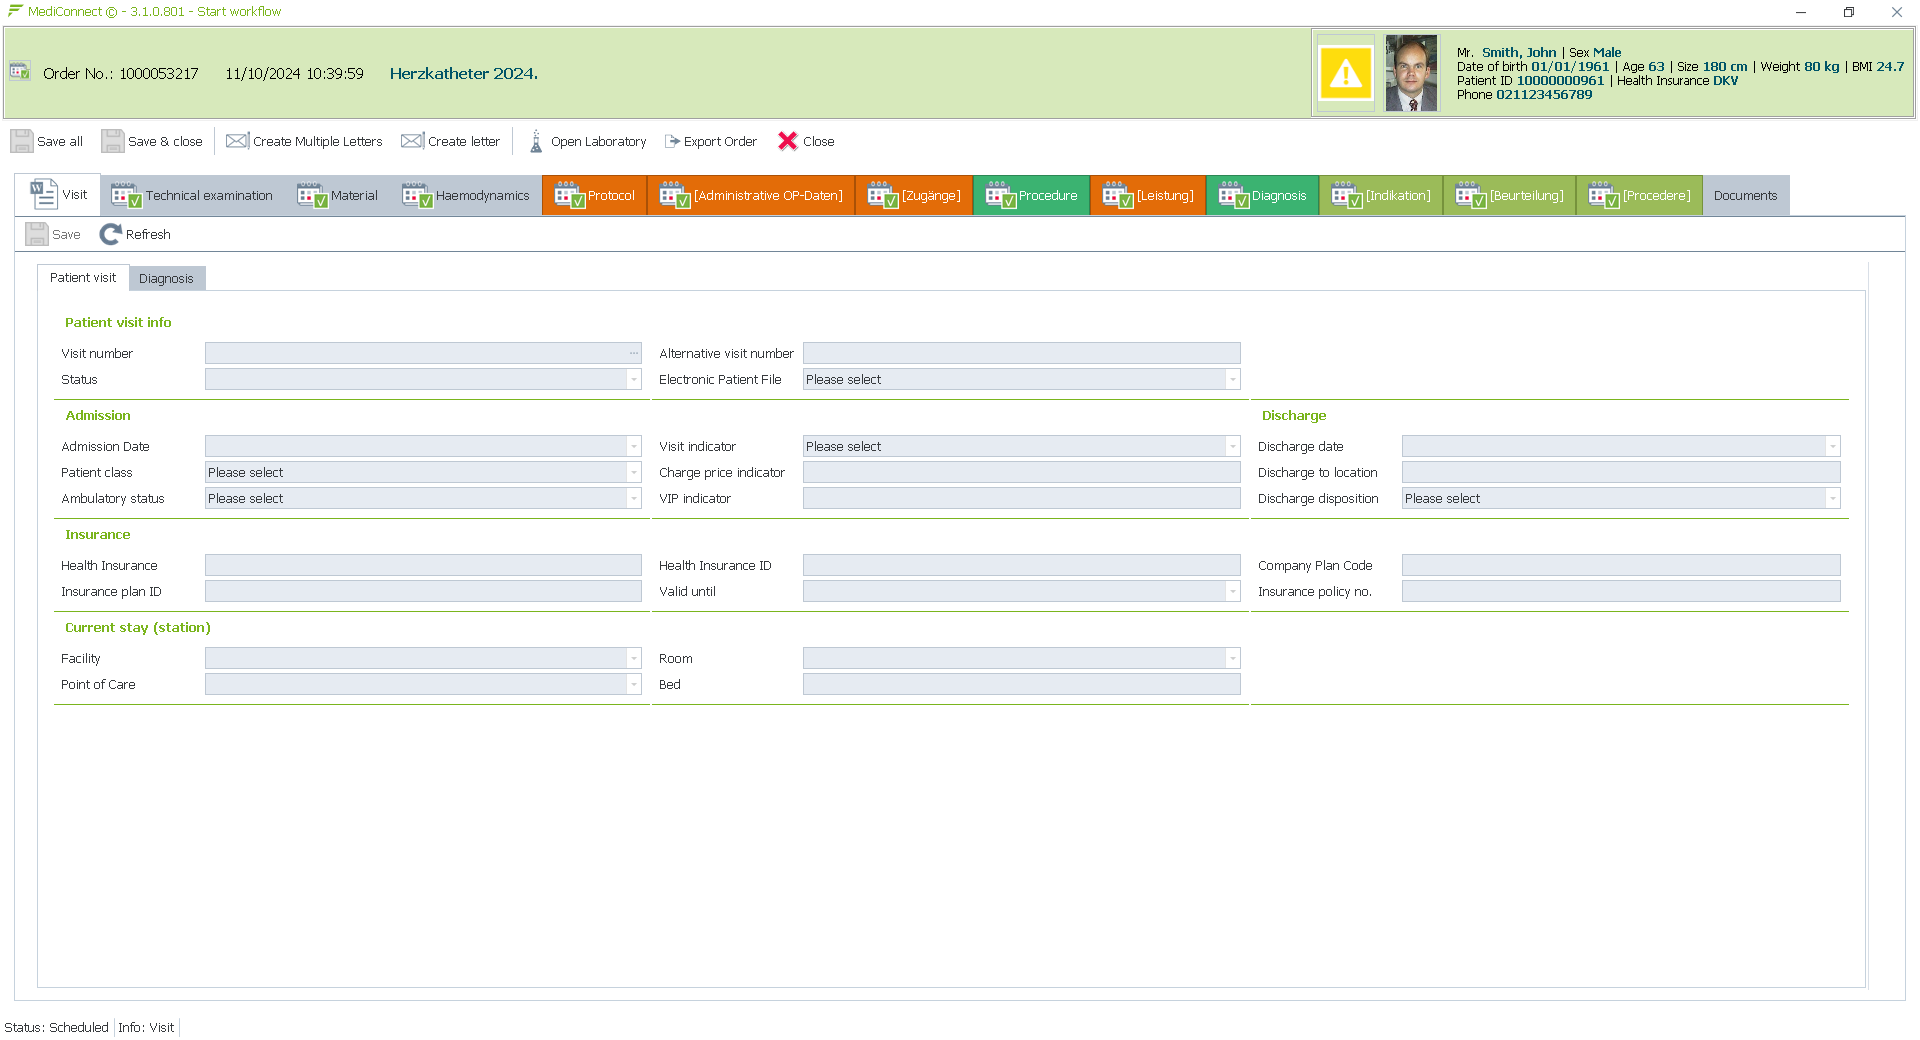 MediConnect © - 3.1.0.801 - Start workflow
Order No.: 1000053217 11/10/2024 10:39:59 Herzkatheter 2024.
Mr. Smith, John | Sex Male
Date of birth 01/01/1961 | Age 63 | Size 180 cm | Weight 80 kg | BMI 24.7
Patient ID 10000000961 | Health Insurance DKV
Phone 021123456789
Save all Save & close Create Multiple Letters Create letter Open Laboratory Export Order Close
Visit Technical examination Material Haemodynamics Protocol [Administrative OP-Daten] [Zugänge] Procedure [Leistung] Diagnosis [Indikation] [Beurteilung] [Procedere] Documents
Save Refresh
Patient visit Diagnosis
Patient visit info
Visit number ... Alternative visit number
Status Electronic Patient File Please select
Admission Discharge
Admission Date Visit indicator Please select Discharge date
Patient class Please select Charge price indicator Discharge to location
Ambulatory status Please select VIP indicator Discharge disposition Please select
Insurance
Health Insurance Health Insurance ID Company Plan Code
Insurance plan ID Valid until Insurance policy no.
Current stay (station)
Facility Room
Point of Care Bed
Status: Scheduled Info: Visit